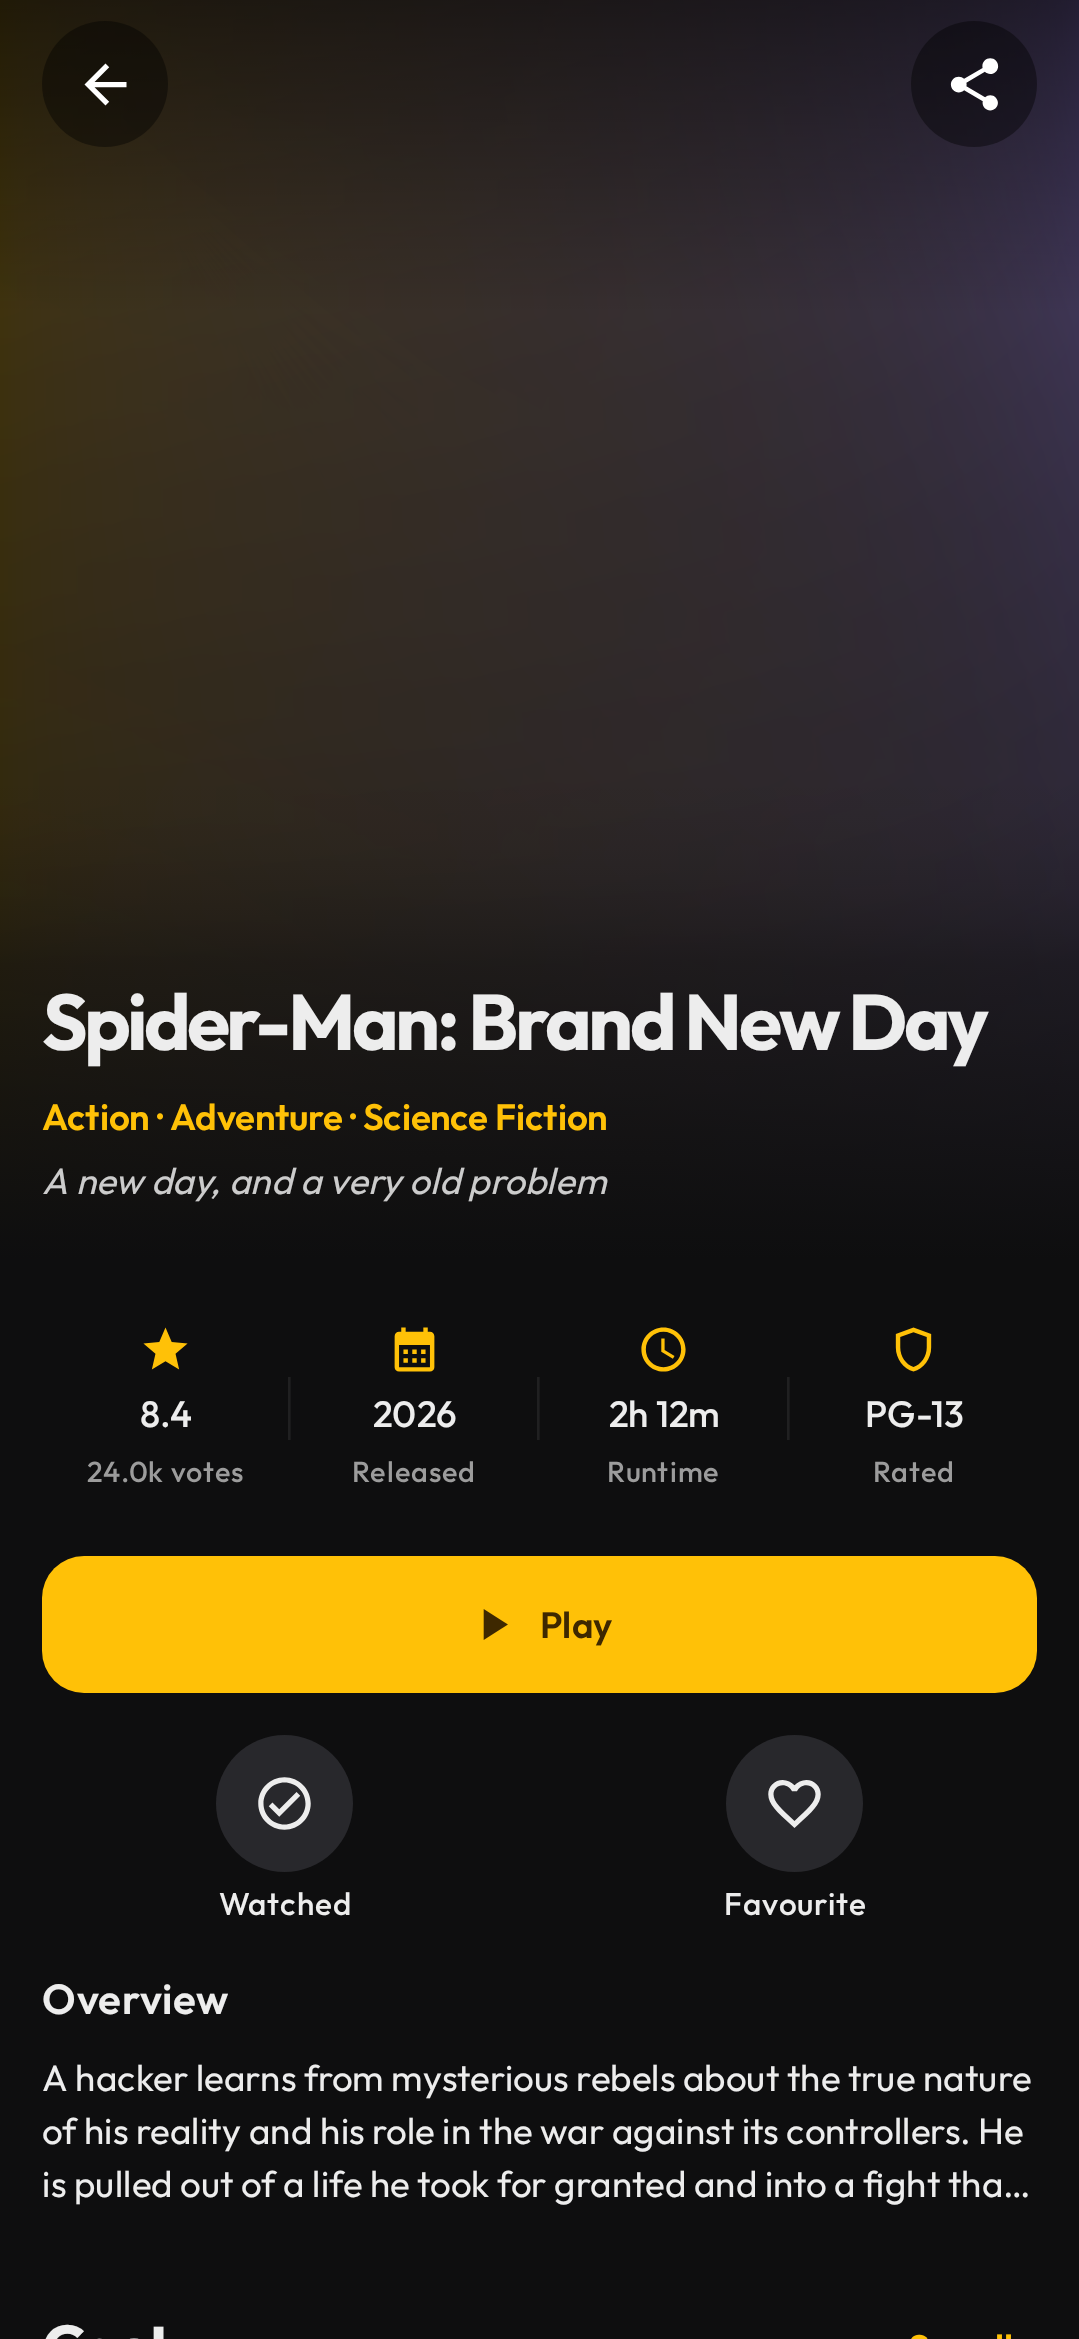 Spider-Man: Brand New Day
Action · Adventure · Science Fiction
A new day, and a very old problem
8.4
2026
2h 12m
PG-13
24.0k votes
Released
Runtime
Rated
Play
Watched
Favourite
Overview
A hacker learns from mysterious rebels about the true nature
of his reality and his role in the war against its controllers. He
is pulled out of a life he took for granted and into a fight tha...